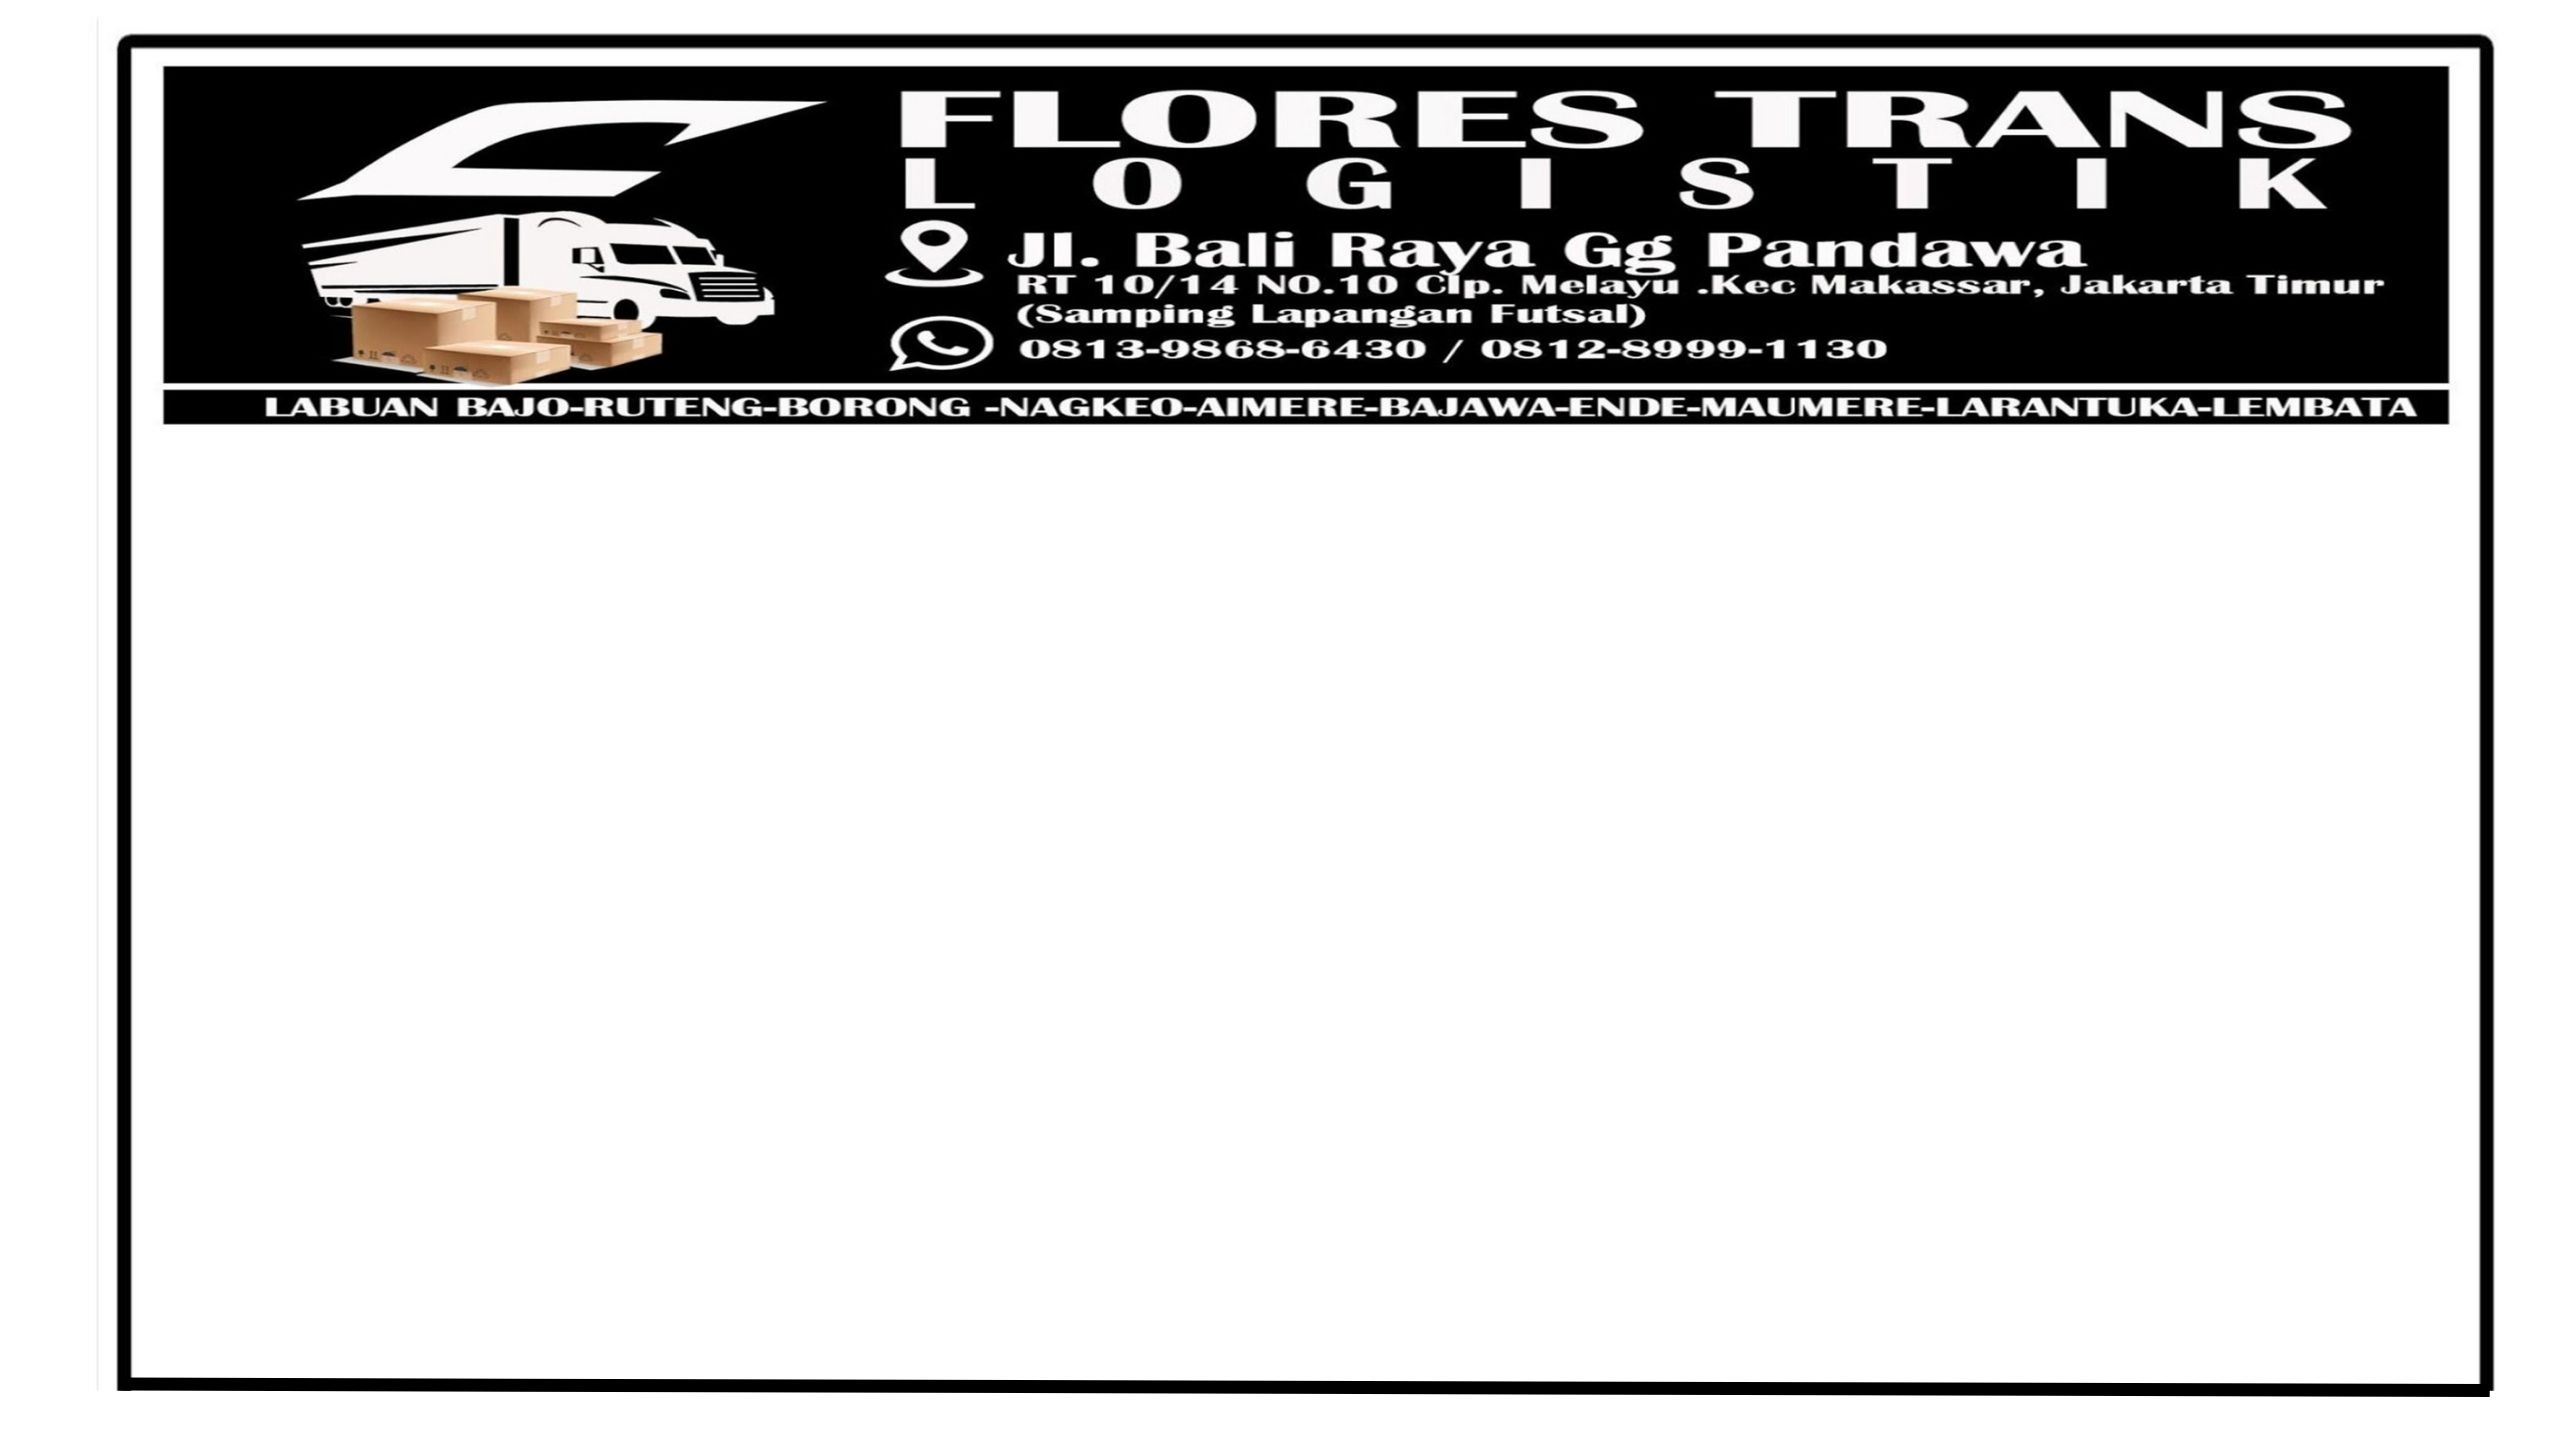 FLORES TRANS
LOGISTIK
Jl. Bali Raya Gg Pandawa
RT 10/14 NO.10 Clp. Melayu .Kec Makassar, Jakarta Timur
(Samping Lapangan Futsal)
0813-9868-6430 / 0812-8999-1130
LABUAN BAJO-RUTENG-BORONG -NAGKEO-AIMERE-BAJAWA-ENDE-MAUMERE-LARANTUKA-LEMBATA